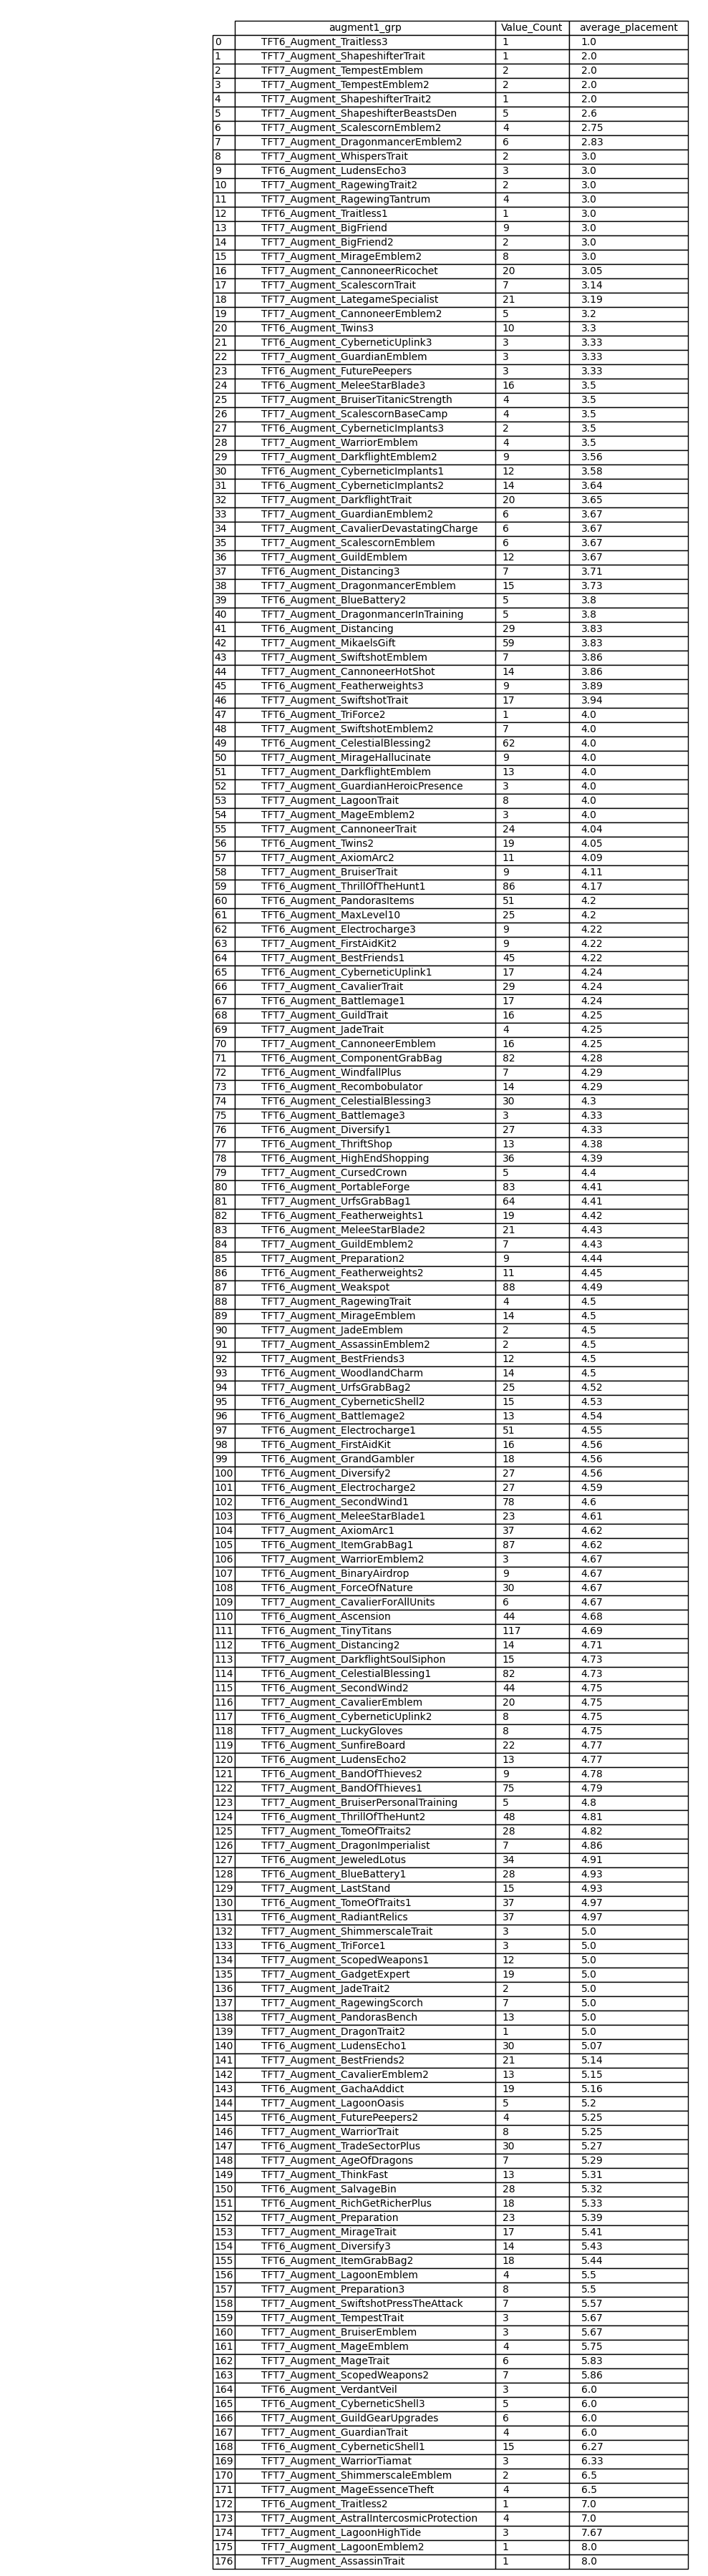 augment1_grp Value_Count average_placement
0 TFT6_Augment_Traitless3 1 1.0
1 TFT7_Augment_ShapeshifterTrait 1 2.0
2 TFT7_Augment_TempestEmblem 2 2.0
3 TFT7_Augment_TempestEmblem2 2 2.0
4 TFT7_Augment_ShapeshifterTrait2 1 2.0
5 TFT7_Augment_ShapeshifterBeastsDen 5 2.6
6 TFT7_Augment_ScalescornEmblem2 4 2.75
7 TFT7_Augment_DragonmancerEmblem2 6 2.83
8 TFT7_Augment_WhispersTrait 2 3.0
9 TFT6_Augment_LudensEcho3 3 3.0
10 TFT7_Augment_RagewingTrait2 2 3.0
11 TFT7_Augment_RagewingTantrum 4 3.0
12 TFT6_Augment_Traitless1 1 3.0
13 TFT7_Augment_BigFriend 9 3.0
14 TFT7_Augment_BigFriend2 2 3.0
15 TFT7_Augment_MirageEmblem2 8 3.0
16 TFT7_Augment_CannoneerRicochet 20 3.05
17 TFT7_Augment_ScalescornTrait 7 3.14
18 TFT7_Augment_LategameSpecialist 21 3.19
19 TFT7_Augment_CannoneerEmblem2 5 3.2
20 TFT6_Augment_Twins3 10 3.3
21 TFT6_Augment_CyberneticUplink3 3 3.33
22 TFT7_Augment_GuardianEmblem 3 3.33
23 TFT6_Augment_FuturePeepers 3 3.33
24 TFT7_Augment_MeleeStarBlade3 16 3.5
25 TFT7_Augment_BruiserTitanicStrength 4 3.5
26 TFT7_Augment_ScalescornBaseCamp 4 3.5
27 TFT6_Augment_CyberneticImplants3 2 3.5
28 TFT7_Augment_WarriorEmblem 4 3.5
29 TFT7_Augment_DarkflightEmblem2 9 3.56
30 TFT6_Augment_CyberneticImplants1 12 3.58
31 TFT6_Augment_CyberneticImplants2 14 3.64
32 TFT7_Augment_DarkflightTrait 20 3.65
33 TFT7_Augment_GuardianEmblem2 6 3.67
34 TFT7_Augment_CavalierDevastatingCharge 6 3.67
35 TFT7_Augment_ScalescornEmblem 6 3.67
36 TFT7_Augment_GuildEmblem 12 3.67
37 TFT6_Augment_Distancing3 7 3.71
38 TFT7_Augment_DragonmancerEmblem 15 3.73
39 TFT6_Augment_BlueBattery2 5 3.8
40 TFT7_Augment_DragonmancerInTraining 5 3.8
41 TFT6_Augment_Distancing 29 3.83
42 TFT7_Augment_MikaelsGift 59 3.83
43 TFT7_Augment_SwiftshotEmblem 7 3.86
44 TFT7_Augment_CannoneerHotShot 14 3.86
45 TFT6_Augment_Featherweights3 9 3.89
46 TFT7_Augment_SwiftshotTrait 17 3.94
47 TFT6_Augment_TriForce2 1 4.0
48 TFT7_Augment_SwiftshotEmblem2 7 4.0
49 TFT6_Augment_CelestialBlessing2 62 4.0
50 TFT7_Augment_MirageHallucinate 9 4.0
51 TFT7_Augment_DarkflightEmblem 13 4.0
52 TFT7_Augment_GuardianHeroicPresence 3 4.0
53 TFT7_Augment_LagoonTrait 8 4.0
54 TFT7_Augment_MageEmblem2 3 4.0
55 TFT7_Augment_CannoneerTrait 24 4.04
56 TFT6_Augment_Twins2 19 4.05
57 TFT7_Augment_AxiomArc2 11 4.09
58 TFT7_Augment_BruiserTrait 9 4.11
59 TFT6_Augment_ThrillOfTheHunt1 86 4.17
60 TFT6_Augment_PandorasItems 51 4.2
61 TFT7_Augment_MaxLevel10 25 4.2
62 TFT6_Augment_Electrocharge3 9 4.22
63 TFT7_Augment_FirstAidKit2 9 4.22
64 TFT7_Augment_BestFriends1 45 4.22
65 TFT6_Augment_CyberneticUplink1 17 4.24
66 TFT7_Augment_CavalierTrait 29 4.24
67 TFT6_Augment_Battlemage1 17 4.24
68 TFT7_Augment_GuildTrait 16 4.25
69 TFT7_Augment_JadeTrait 4 4.25
70 TFT7_Augment_CannoneerEmblem 16 4.25
71 TFT6_Augment_ComponentGrabBag 82 4.28
72 TFT6_Augment_WindfallPlus 7 4.29
73 TFT7_Augment_Recombobulator 14 4.29
74 TFT6_Augment_CelestialBlessing3 30 4.3
75 TFT6_Augment_Battlemage3 3 4.33
76 TFT6_Augment_Diversify1 27 4.33
77 TFT6_Augment_ThriftShop 13 4.38
78 TFT6_Augment_HighEndShopping 36 4.39
79 TFT7_Augment_CursedCrown 5 4.4
80 TFT6_Augment_PortableForge 83 4.41
81 TFT7_Augment_UrfsGrabBag1 64 4.41
82 TFT6_Augment_Featherweights1 19 4.42
83 TFT7_Augment_MeleeStarBlade2 21 4.43
84 TFT7_Augment_GuildEmblem2 7 4.43
85 TFT7_Augment_Preparation2 9 4.44
86 TFT6_Augment_Featherweights2 11 4.45
87 TFT6_Augment_Weakspot 88 4.49
88 TFT7_Augment_RagewingTrait 4 4.5
89 TFT7_Augment_MirageEmblem 14 4.5
90 TFT7_Augment_JadeEmblem 2 4.5
91 TFT7_Augment_AssassinEmblem2 2 4.5
92 TFT7_Augment_BestFriends3 12 4.5
93 TFT6_Augment_WoodlandCharm 14 4.5
94 TFT7_Augment_UrfsGrabBag2 25 4.52
95 TFT6_Augment_CyberneticShell2 15 4.53
96 TFT6_Augment_Battlemage2 13 4.54
97 TFT6_Augment_Electrocharge1 51 4.55
98 TFT7_Augment_FirstAidKit 16 4.56
99 TFT6_Augment_GrandGambler 18 4.56
100 TFT6_Augment_Diversify2 27 4.56
101 TFT6_Augment_Electrocharge2 27 4.59
102 TFT6_Augment_SecondWind1 78 4.6
103 TFT7_Augment_MeleeStarBlade1 23 4.61
104 TFT7_Augment_AxiomArc1 37 4.62
105 TFT6_Augment_ItemGrabBag1 87 4.62
106 TFT7_Augment_WarriorEmblem2 3 4.67
107 TFT6_Augment_BinaryAirdrop 9 4.67
108 TFT6_Augment_ForceOfNature 30 4.67
109 TFT7_Augment_CavalierForAllUnits 6 4.67
110 TFT6_Augment_Ascension 44 4.68
111 TFT6_Augment_TinyTitans 117 4.69
112 TFT6_Augment_Distancing2 14 4.71
113 TFT7_Augment_DarkflightSoulSiphon 15 4.73
114 TFT6_Augment_CelestialBlessing1 82 4.73
115 TFT6_Augment_SecondWind2 44 4.75
116 TFT7_Augment_CavalierEmblem 20 4.75
117 TFT6_Augment_CyberneticUplink2 8 4.75
118 TFT7_Augment_LuckyGloves 8 4.75
119 TFT6_Augment_SunfireBoard 22 4.77
120 TFT6_Augment_LudensEcho2 13 4.77
121 TFT7_Augment_BandOfThieves2 9 4.78
122 TFT7_Augment_BandOfThieves1 75 4.79
123 TFT7_Augment_BruiserPersonalTraining 5 4.8
124 TFT6_Augment_ThrillOfTheHunt2 48 4.81
125 TFT7_Augment_TomeOfTraits2 28 4.82
126 TFT7_Augment_DragonImperialist 7 4.86
127 TFT6_Augment_JeweledLotus 34 4.91
128 TFT6_Augment_BlueBattery1 28 4.93
129 TFT7_Augment_LastStand 15 4.93
130 TFT6_Augment_TomeOfTraits1 37 4.97
131 TFT6_Augment_RadiantRelics 37 4.97
132 TFT7_Augment_ShimmerscaleTrait 3 5.0
133 TFT6_Augment_TriForce1 3 5.0
134 TFT7_Augment_ScopedWeapons1 12 5.0
135 TFT7_Augment_GadgetExpert 19 5.0
136 TFT7_Augment_JadeTrait2 2 5.0
137 TFT7_Augment_RagewingScorch 7 5.0
138 TFT7_Augment_PandorasBench 13 5.0
139 TFT7_Augment_DragonTrait2 1 5.0
140 TFT6_Augment_LudensEcho1 30 5.07
141 TFT7_Augment_BestFriends2 21 5.14
142 TFT7_Augment_CavalierEmblem2 13 5.15
143 TFT7_Augment_GachaAddict 19 5.16
144 TFT7_Augment_LagoonOasis 5 5.2
145 TFT6_Augment_FuturePeepers2 4 5.25
146 TFT7_Augment_WarriorTrait 8 5.25
147 TFT6_Augment_TradeSectorPlus 30 5.27
148 TFT7_Augment_AgeOfDragons 7 5.29
149 TFT7_Augment_ThinkFast 13 5.31
150 TFT6_Augment_SalvageBin 28 5.32
151 TFT6_Augment_RichGetRicherPlus 18 5.33
152 TFT7_Augment_Preparation 23 5.39
153 TFT7_Augment_MirageTrait 17 5.41
154 TFT6_Augment_Diversify3 14 5.43
155 TFT6_Augment_ItemGrabBag2 18 5.44
156 TFT7_Augment_LagoonEmblem 4 5.5
157 TFT7_Augment_Preparation3 8 5.5
158 TFT7_Augment_SwiftshotPressTheAttack 7 5.57
159 TFT7_Augment_TempestTrait 3 5.67
160 TFT7_Augment_BruiserEmblem 3 5.67
161 TFT7_Augment_MageEmblem 4 5.75
162 TFT7_Augment_MageTrait 6 5.83
163 TFT7_Augment_ScopedWeapons2 7 5.86
164 TFT6_Augment_VerdantVeil 3 6.0
165 TFT6_Augment_CyberneticShell3 5 6.0
166 TFT7_Augment_GuildGearUpgrades 6 6.0
167 TFT7_Augment_GuardianTrait 4 6.0
168 TFT6_Augment_CyberneticShell1 15 6.27
169 TFT7_Augment_WarriorTiamat 3 6.33
170 TFT7_Augment_ShimmerscaleEmblem 2 6.5
171 TFT7_Augment_MageEssenceTheft 4 6.5
172 TFT6_Augment_Traitless2 1 7.0
173 TFT7_Augment_AstralIntercosmicProtection 4 7.0
174 TFT7_Augment_LagoonHighTide 3 7.67
175 TFT7_Augment_LagoonEmblem2 1 8.0
176 TFT7_Augment_AssassinTrait 1 8.0